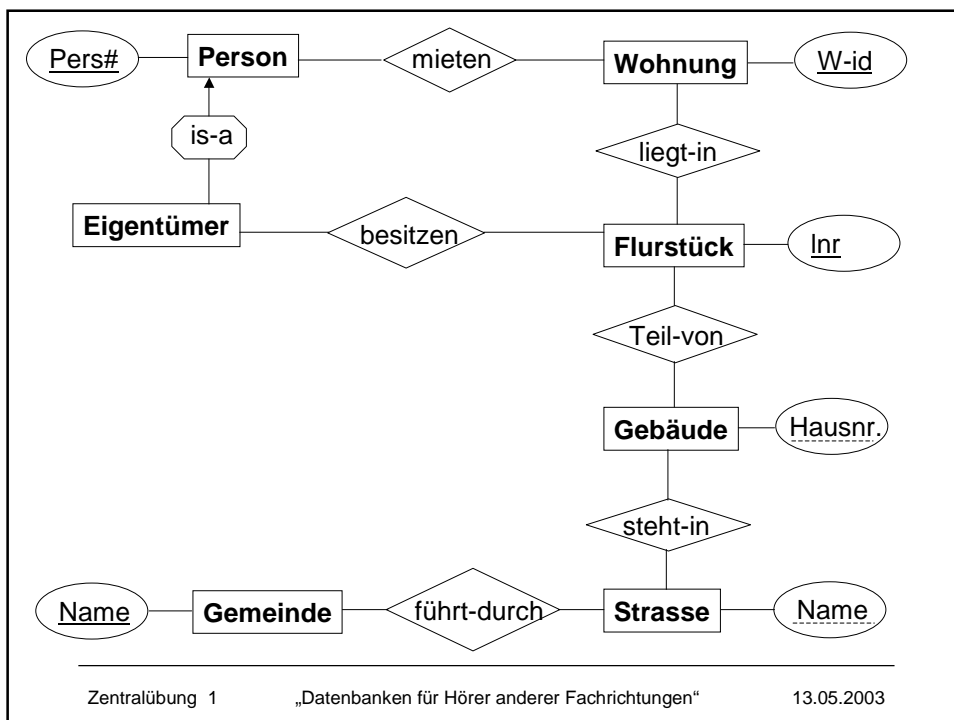 Pers# Person mieten Wohnung W-id
is-a liegt-in
Eigentümer besitzen Flurstück lnr
Teil-von
Gebäude Hausnr.
steht-in
Name Gemeinde führt-durch Strasse Name
Zentralübung 1 „Datenbanken für Hörer anderer Fachrichtungen“ 13.05.2003